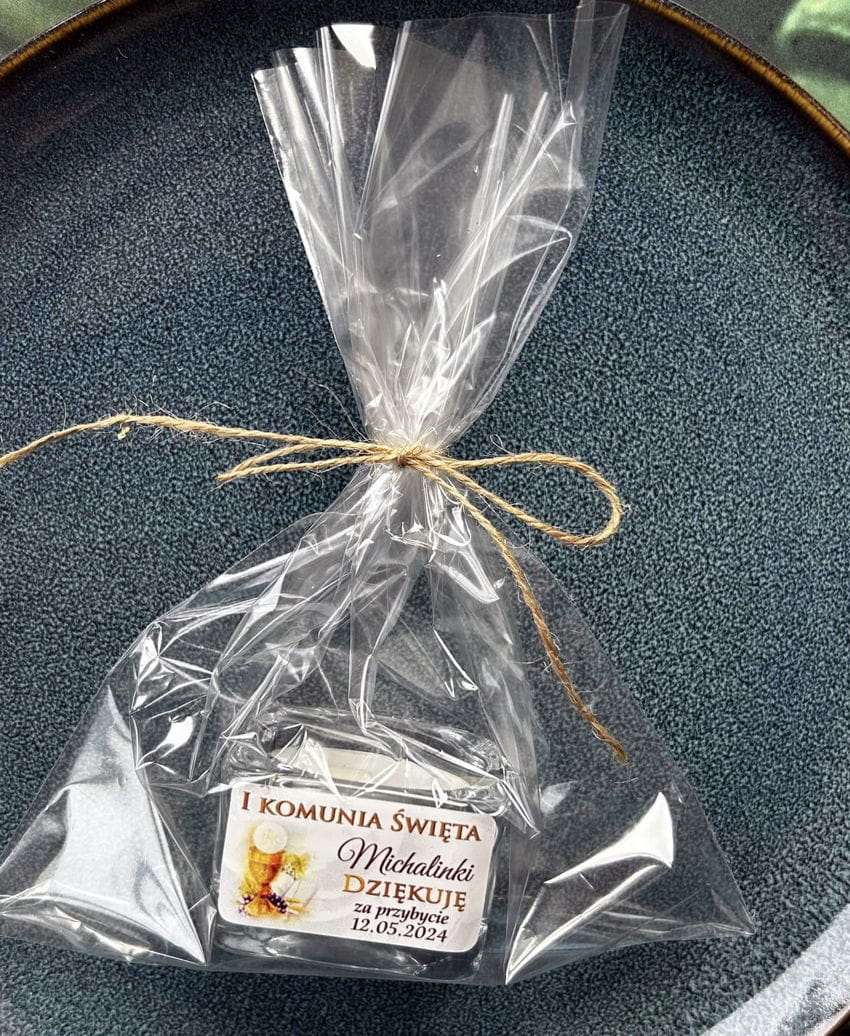 I KOMUNIA ŚWIĘTA
Michalinki
DZIĘKUJĘ
za przybycie
12.05.2024